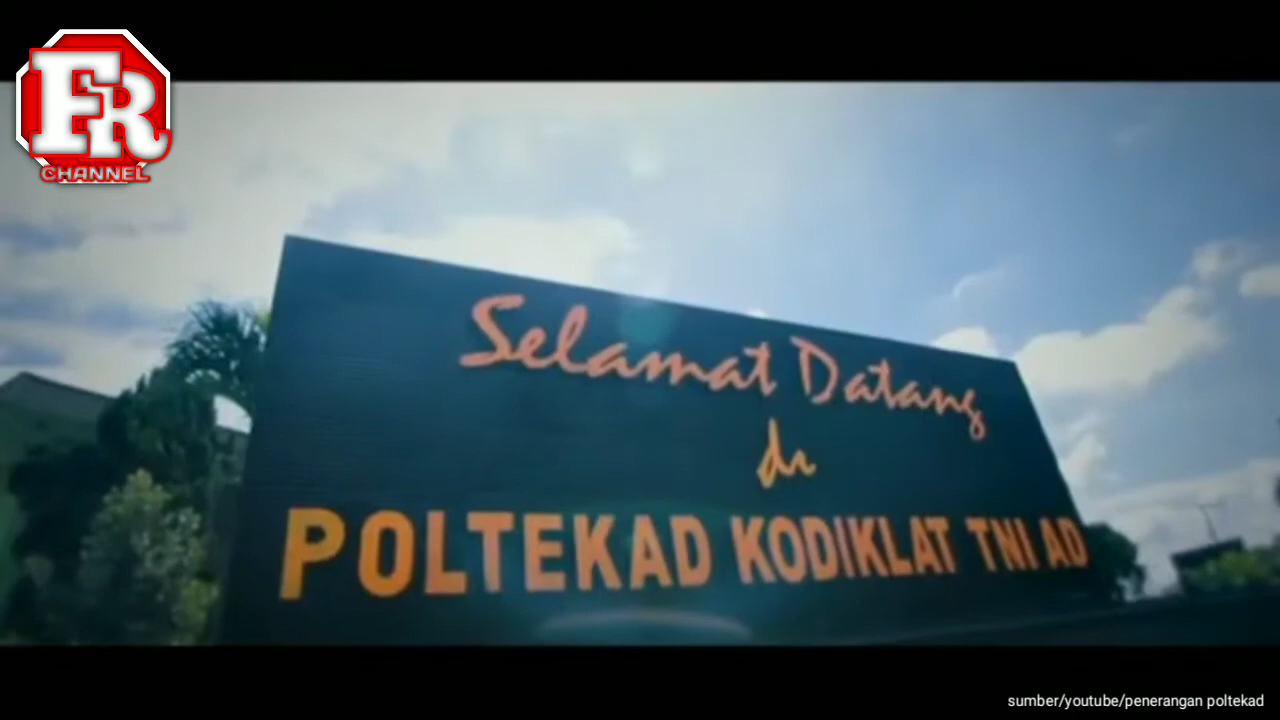 FR
CHANNEL
Selamat Datang
di
POLTEKAD KODIKLAT TNI AD
sumber/youtube/penerangan poltekad